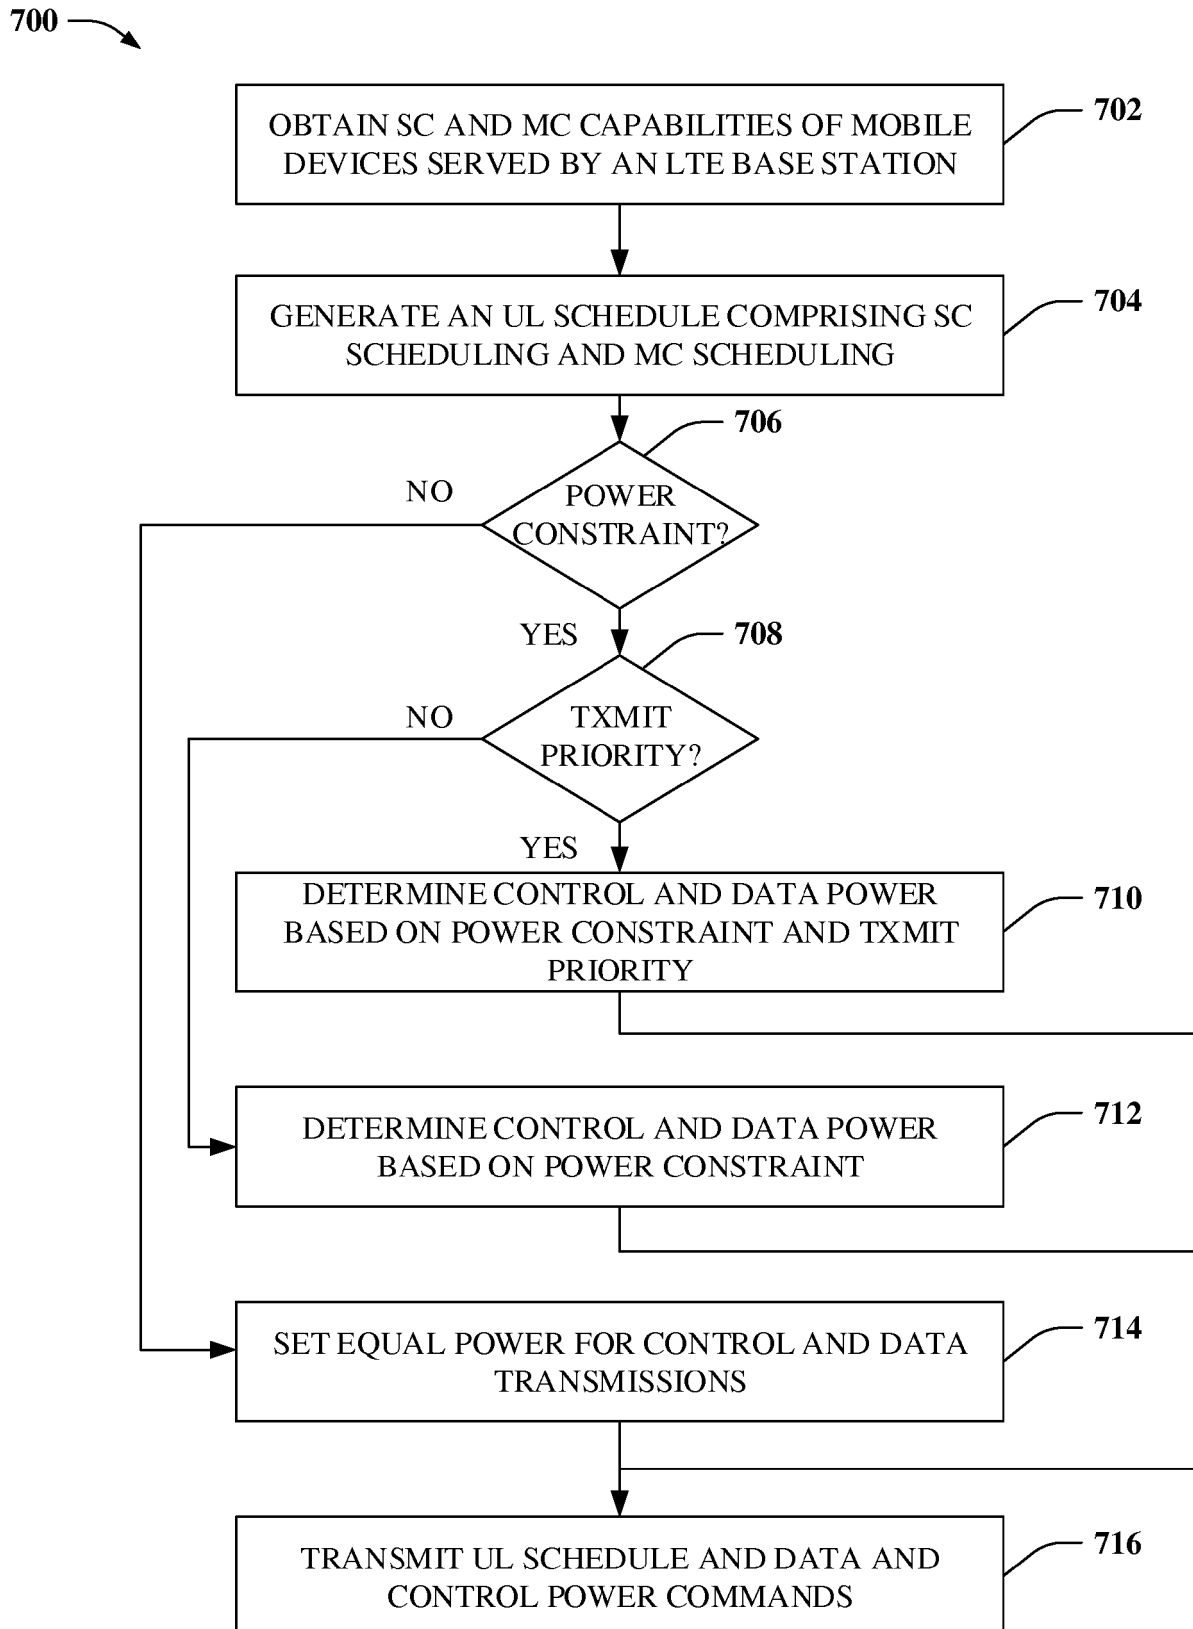 700
OBTAIN SC AND MC CAPABILITIES OF MOBILE
DEVICES SERVED BY AN LTE BASE STATION
702
GENERATE AN UL SCHEDULE COMPRISING SC
SCHEDULING AND MC SCHEDULING
704
706
NO
POWER
CONSTRAINT?
YES
708
NO
TXMIT
PRIORITY?
YES
DETERMINE CONTROL AND DATA POWER
BASED ON POWER CONSTRAINT AND TXMIT
PRIORITY
710
DETERMINE CONTROL AND DATA POWER
BASED ON POWER CONSTRAINT
712
SET EQUAL POWER FOR CONTROL AND DATA
TRANSMISSIONS
714
TRANSMIT UL SCHEDULE AND DATA AND
CONTROL POWER COMMANDS
716